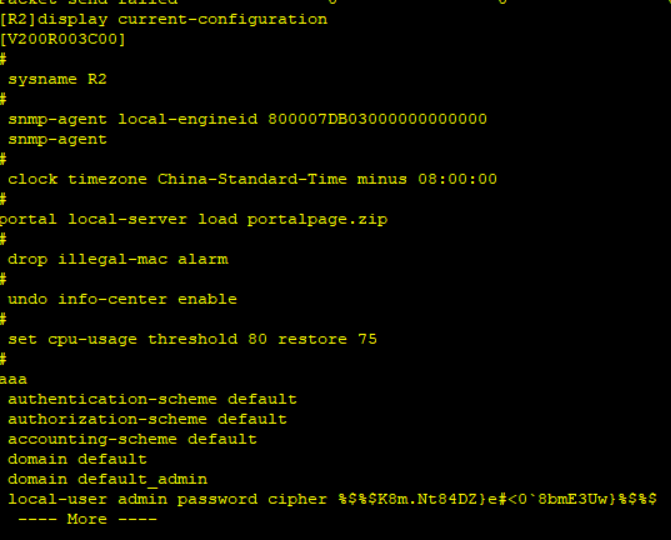 [R2]display current-configuration
[V200R003C00]
#
sysname R2
#
snmp-agent local-engineid 800007DB03000000000000
snmp-agent
#
clock timezone China-Standard-Time minus 08:00:00
#
portal local-server load portalpage.zip
#
drop illegal-mac alarm
#
undo info-center enable
#
set cpu-usage threshold 80 restore 75
#
aaa
authentication-scheme default
authorization-scheme default
accounting-scheme default
domain default
domain default_admin
local-user admin password cipher %$%$K8m.Nt84DZ}e#<0`8bmE3Uw}%$%$
---- More ----